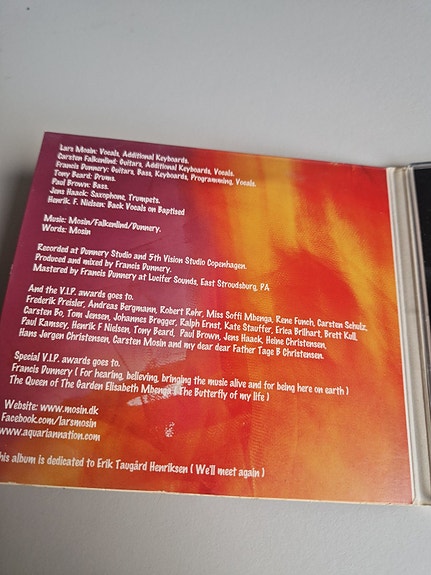 Lars Mosin: Vocals, Additional Keyboards.
Carsten Falkenlind: Guitars, Additional Keyboards, Vocals.
Francis Dunnery: Guitars, Bass, Keyboards, Programming, Vocals.
Tony Beard: Drums.
Paul Brown: Bass.
Jens Haack: Saxophone, Trumpets.
Henrik. F. Nielsen: Back Vocals on Baptised
Music: Mosin/Falkenlind/Dunnery.
Words: Mosin
Recorded at Dunnery Studio and 5th Vision Studio Copenhagen.
Produced and mixed by Francis Dunnery.
Mastered by Francis Dunnery at Lucifer Sounds, East Stroudsburg, PA
And the V.I.P. awards goes to.
Frederik Preisler, Andreas Bergmann, Robert Rohr, Miss Soffi Mbenga, Rene Funch, Carsten Schulz,
Carsten Bo, Tom Jensen, Johannes Brogger, Ralph Ernst, Kate Stauffer, Erica Brilhart, Brett Kull,
Paul Ramsey, Henrik F Nielsen, Tony Beard, Paul Brown, Jens Haack, Heine Christensen,
Hans Jørgen Christensen, Carsten Mosin and my dear dear Father Tage B Christensen.
Special V.I.P. awards goes to.
Francis Dunnery ( For hearing, believing, bringing the music alive and for being here on earth )
The Queen of The Garden Elisabeth Mbenga ( The Butterfly of my life )
Website: www.mosin.dk
Facebook.com/larsmosin
www.aquariannation.com
his album is dedicated to Erik Taugård Henriksen ( We'll meet again )